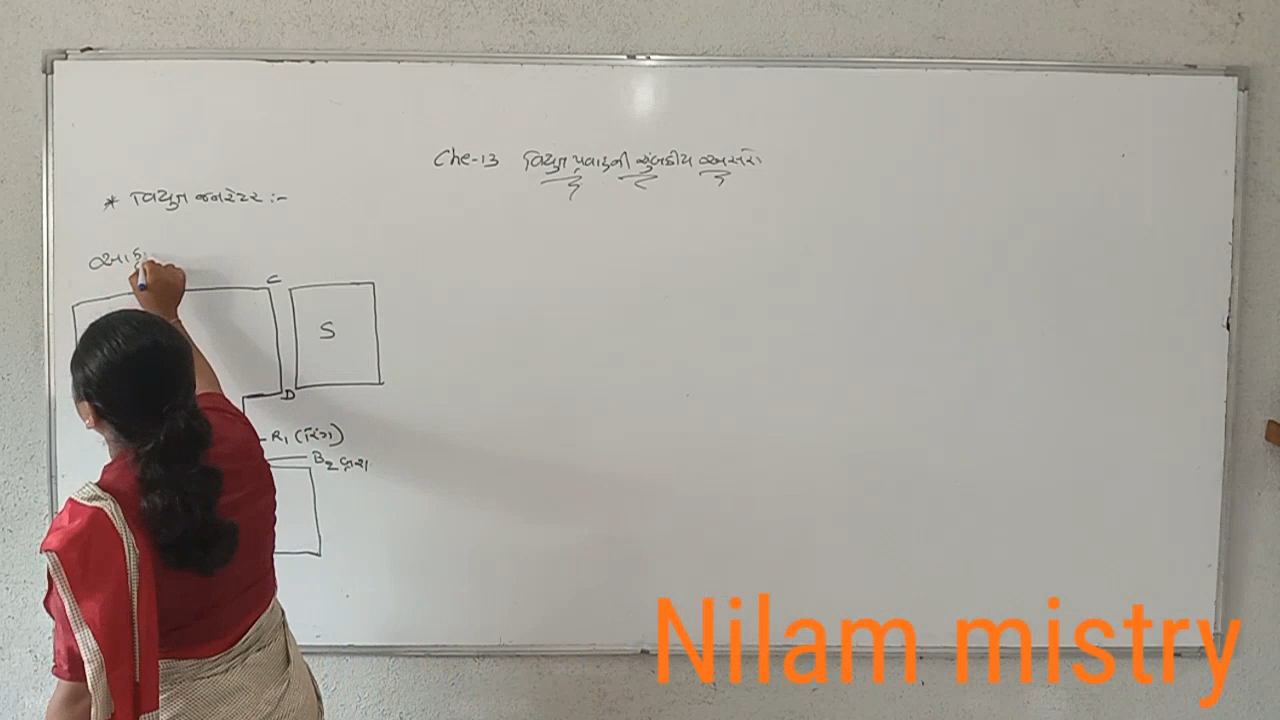 Che-13 વિદ્યુત પ્રવાહની ચુંબકીય અસરો
* વિદ્યુત જનરેટર :-
આકૃ
C
S
D
R₁ (રિંગ)
B₂ બ્રશ
Nilam mistry